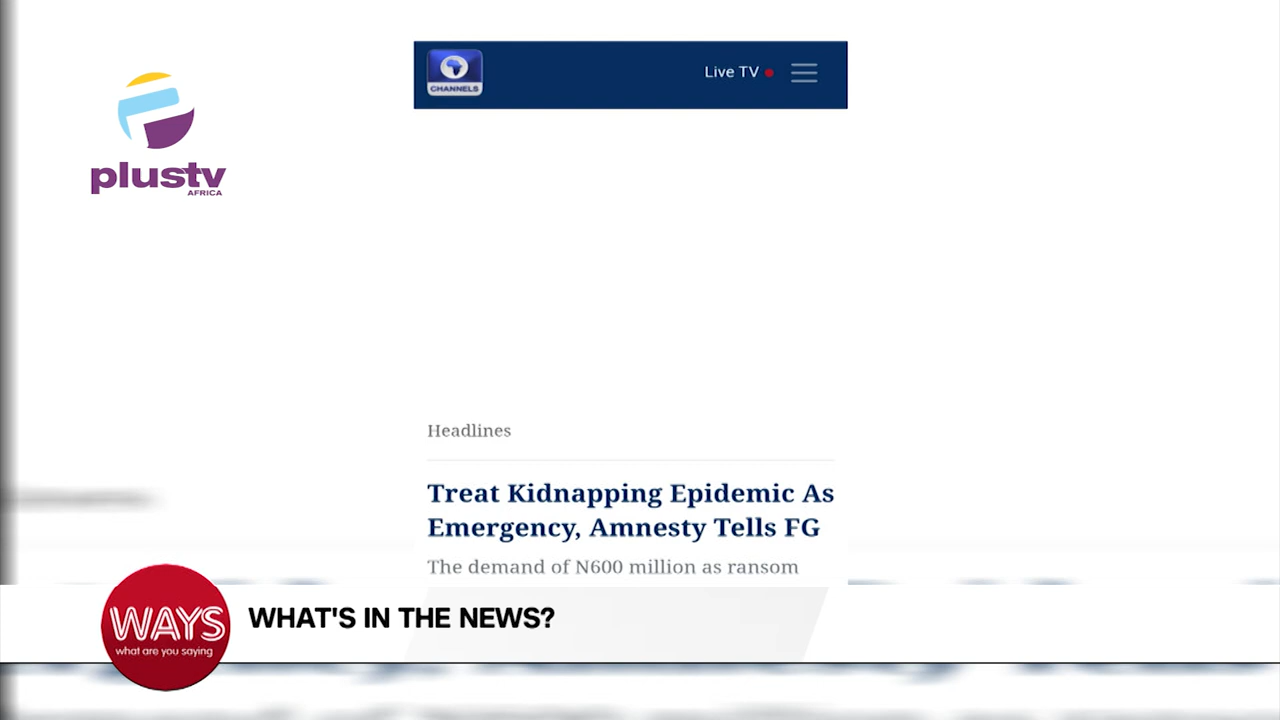 plustv
AFRICA
CHANNELS
Live TV
Headlines
Treat Kidnapping Epidemic As
Emergency, Amnesty Tells FG
The demand of N600 million as ransom
WAYS
what are you saying
WHAT'S IN THE NEWS?